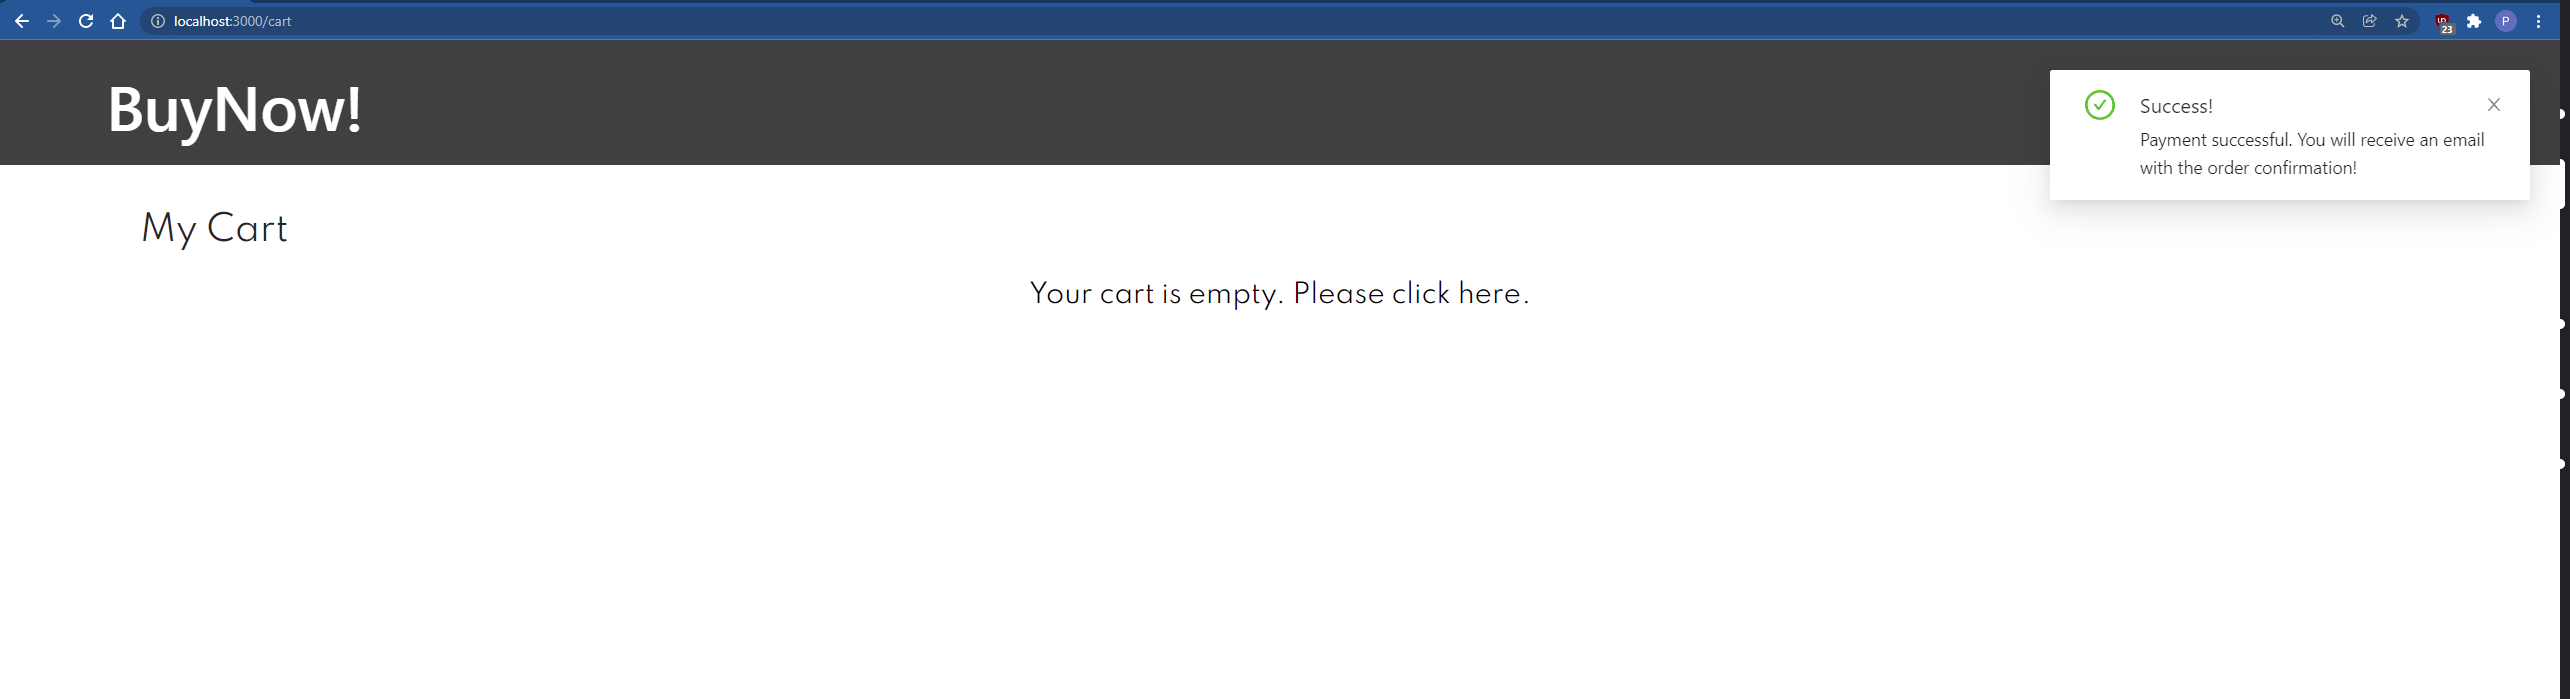 localhost:3000/cart
23
P
BuyNow!
Success!
Payment successful. You will receive an email
with the order confirmation!
My Cart
Your cart is empty. Please click here.